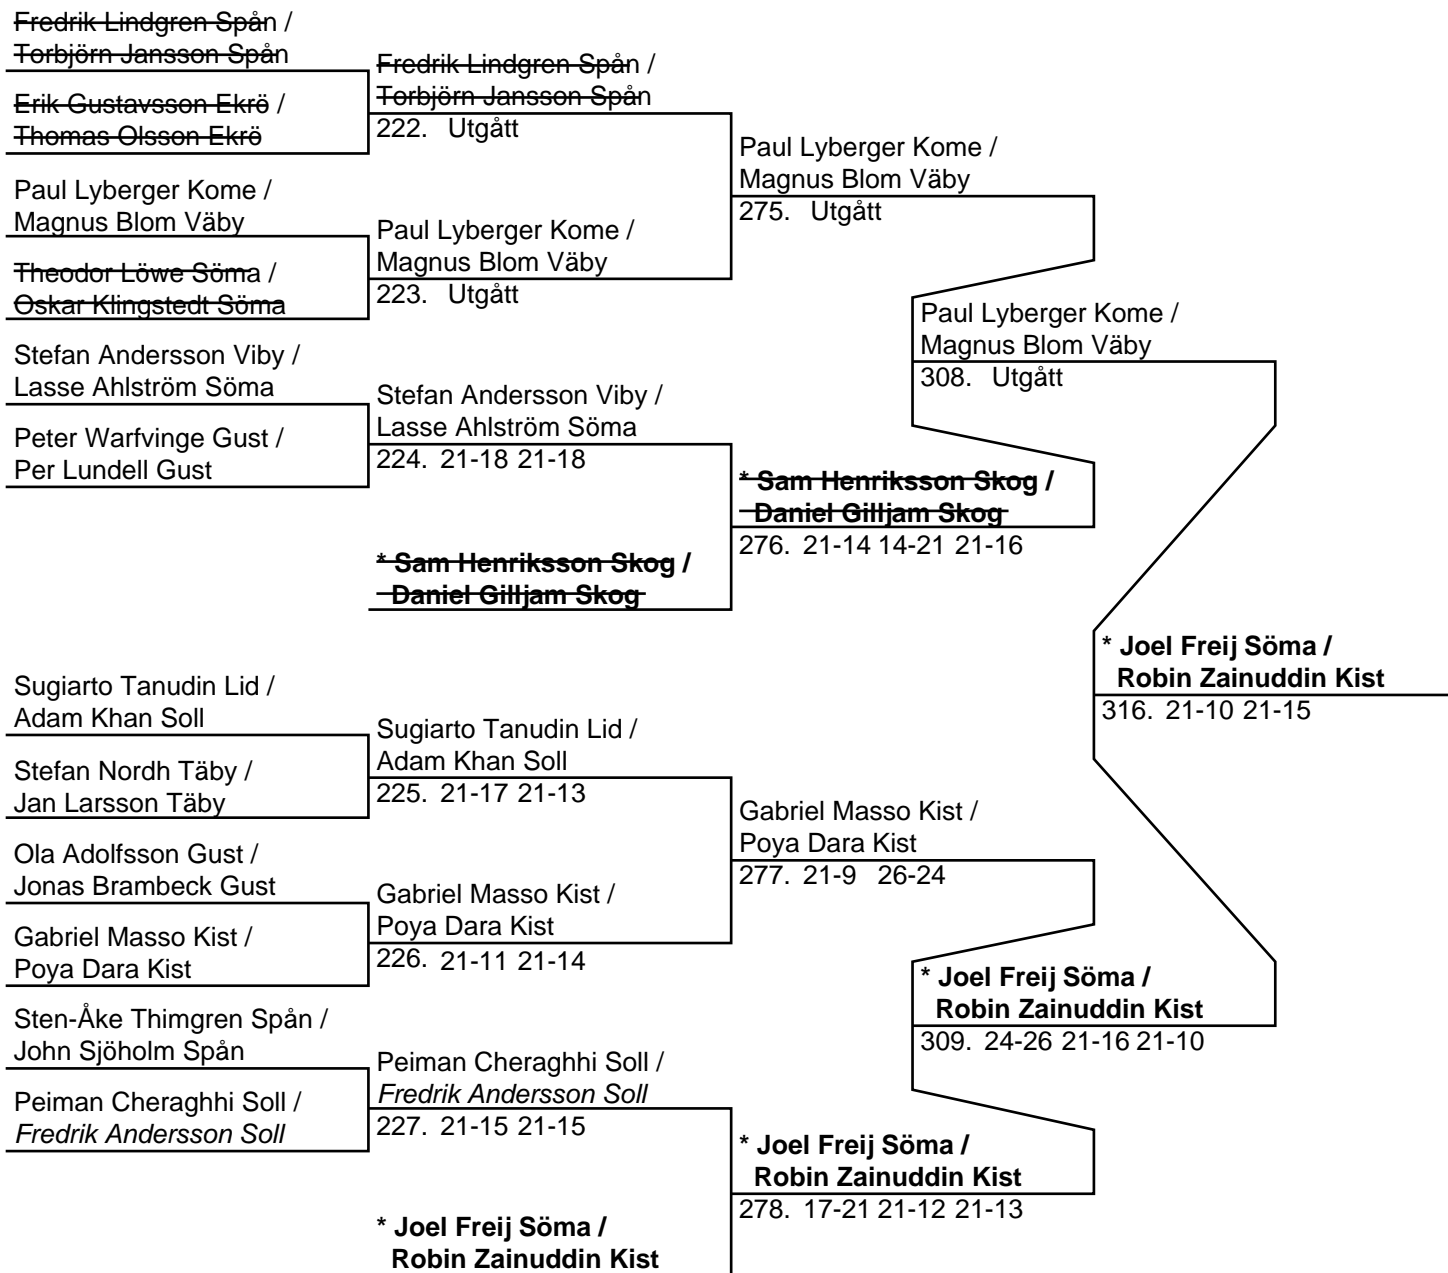 Fredrik Lindgren Spån /
Torbjörn Jansson Spån
Erik Gustavsson Ekrö /
Thomas Olsson Ekrö
Paul Lyberger Kome /
Magnus Blom Väby
Theodor Löwe Söma /
Oskar Klingstedt Söma
Stefan Andersson Viby /
Lasse Ahlström Söma
Peter Warfvinge Gust /
Per Lundell Gust
Sugiarto Tanudin Lid /
Adam Khan Soll
Stefan Nordh Täby /
Jan Larsson Täby
Ola Adolfsson Gust /
Jonas Brambeck Gust
Gabriel Masso Kist /
Poya Dara Kist
Sten-Åke Thimgren Spån /
John Sjöholm Spån
Peiman Cheraghhi Soll /
Fredrik Andersson Soll
Fredrik Lindgren Spån /
Torbjörn Jansson Spån
222. Utgått
Paul Lyberger Kome /
Magnus Blom Väby
223. Utgått
Stefan Andersson Viby /
Lasse Ahlström Söma
224. 21-18 21-18
* Sam Henriksson Skog /
Daniel Gilljam Skog
Sugiarto Tanudin Lid /
Adam Khan Soll
225. 21-17 21-13
Gabriel Masso Kist /
Poya Dara Kist
226. 21-11 21-14
Peiman Cheraghhi Soll /
Fredrik Andersson Soll
227. 21-15 21-15
* Joel Freij Söma /
Robin Zainuddin Kist
Paul Lyberger Kome /
Magnus Blom Väby
275. Utgått
* Sam Henriksson Skog /
Daniel Gilljam Skog
276. 21-14 14-21 21-16
Gabriel Masso Kist /
Poya Dara Kist
277. 21-9 26-24
* Joel Freij Söma /
Robin Zainuddin Kist
278. 17-21 21-12 21-13
Paul Lyberger Kome /
Magnus Blom Väby
308. Utgått
* Joel Freij Söma /
Robin Zainuddin Kist
309. 24-26 21-16 21-10
* Joel Freij Söma /
Robin Zainuddin Kist
316. 21-10 21-15